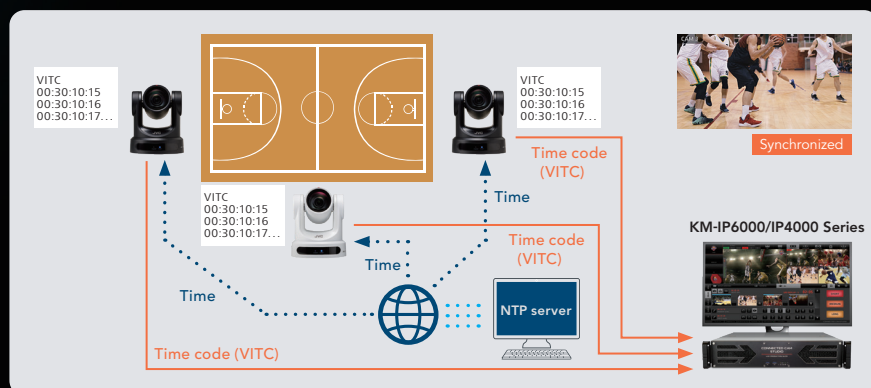 VITC
00:30:10:15
00:30:10:16
00:30:10:17...
VITC
00:30:10:15
00:30:10:16
00:30:10:17...
Synchronized
Time code
(VITC)
VITC
00:30:10:15
00:30:10:16
00:30:10:17...
Time
Time code
(VITC)
KM-IP6000/IP4000 Series
Time
Time
NTP server
Time code (VITC)